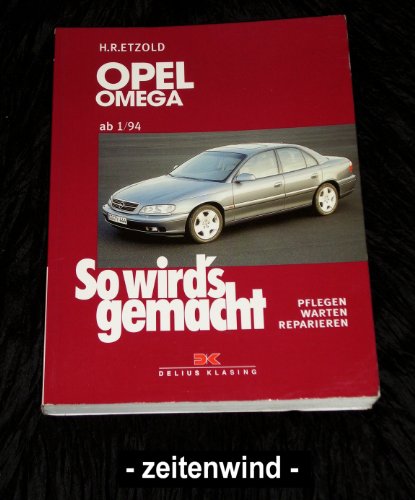 H.R.ETZOLD
OPEL
OMEGA
ab 1/94
So wird's
gemacht
PFLEGEN
WARTEN
REPARIEREN
DELIUS KLASING
- zeitenwind -